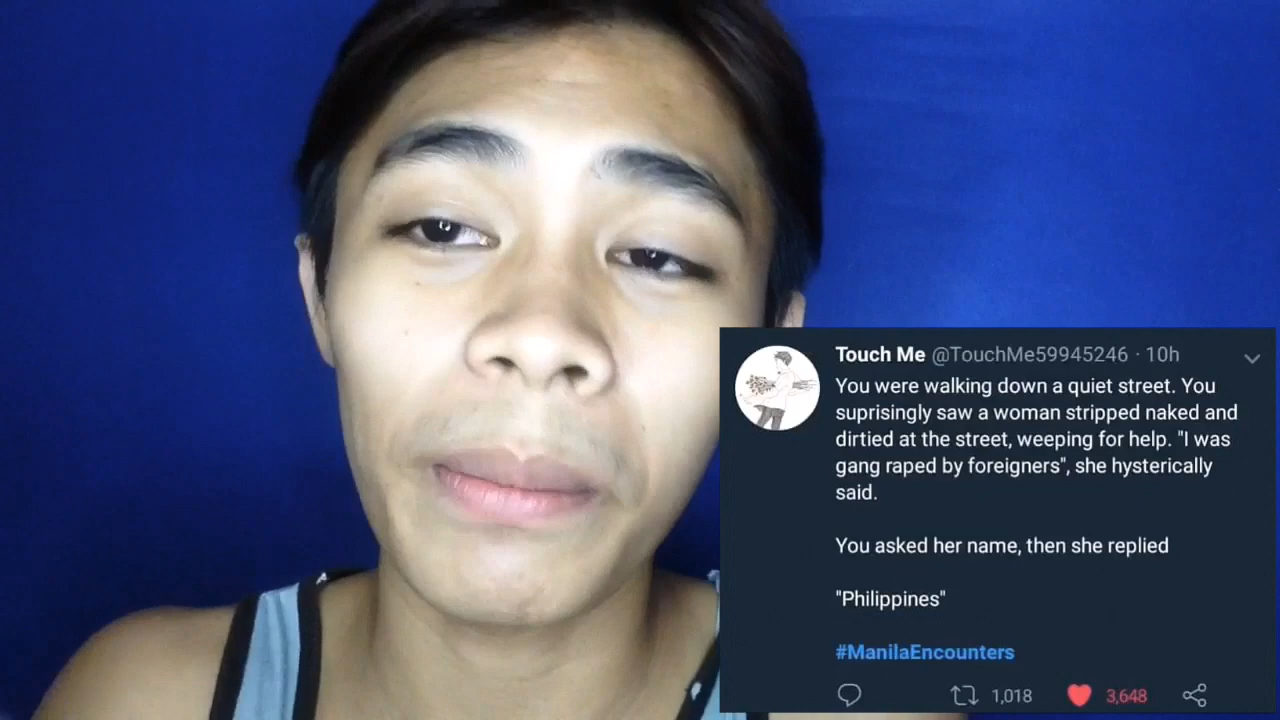 Touch Me @TouchMe59945246 · 10h
You were walking down a quiet street. You
suprisingly saw a woman stripped naked and
dirtied at the street, weeping for help. "I was
gang raped by foreigners", she hysterically
said.
You asked her name, then she replied
"Philippines"
#ManilaEncounters
1,018 3,648